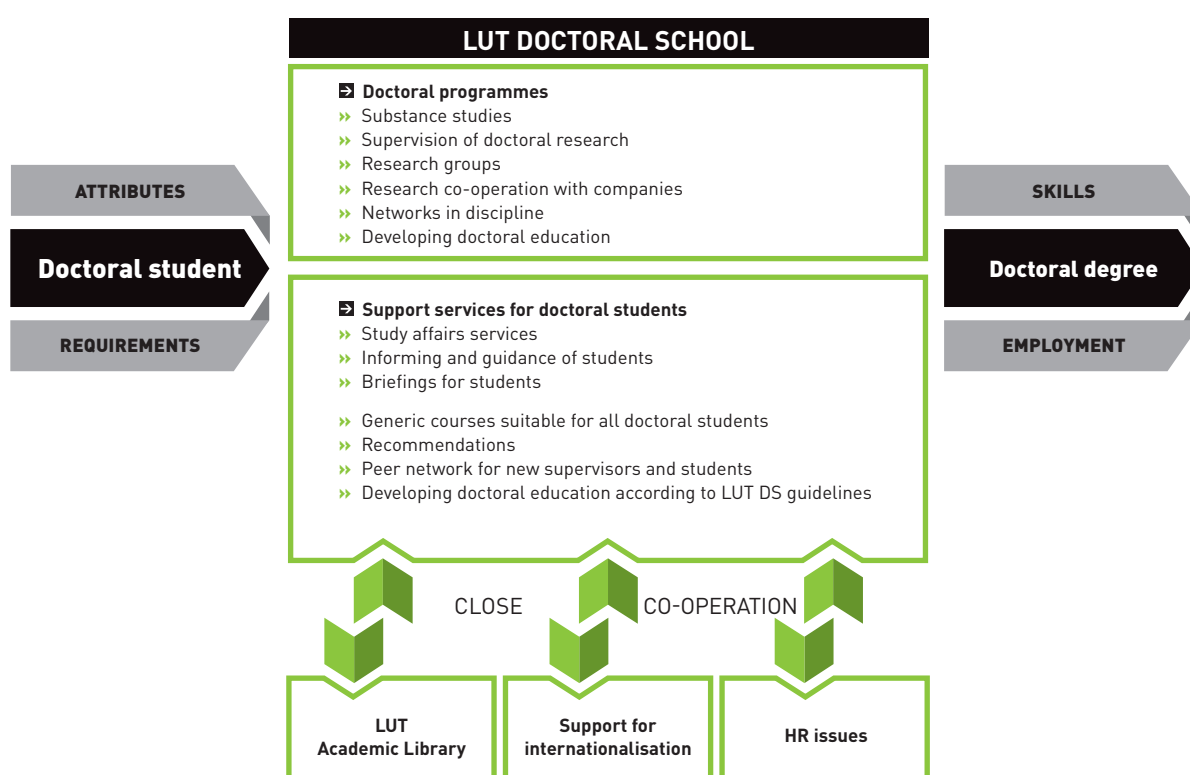 LUT DOCTORAL SCHOOL
Doctoral programmes
Substance studies
Supervision of doctoral research
Research groups
Research co-operation with companies
Networks in discipline
Developing doctoral education
ATTRIBUTES
Doctoral student
REQUIREMENTS
SKILLS
Doctoral degree
EMPLOYMENT
Support services for doctoral students
Study affairs services
Informing and guidance of students
Briefings for students
Generic courses suitable for all doctoral students
Recommendations
Peer network for new supervisors and students
Developing doctoral education according to LUT DS guidelines
CLOSE CO-OPERATION
LUT
Academic Library
Support for
internationalisation
HR issues